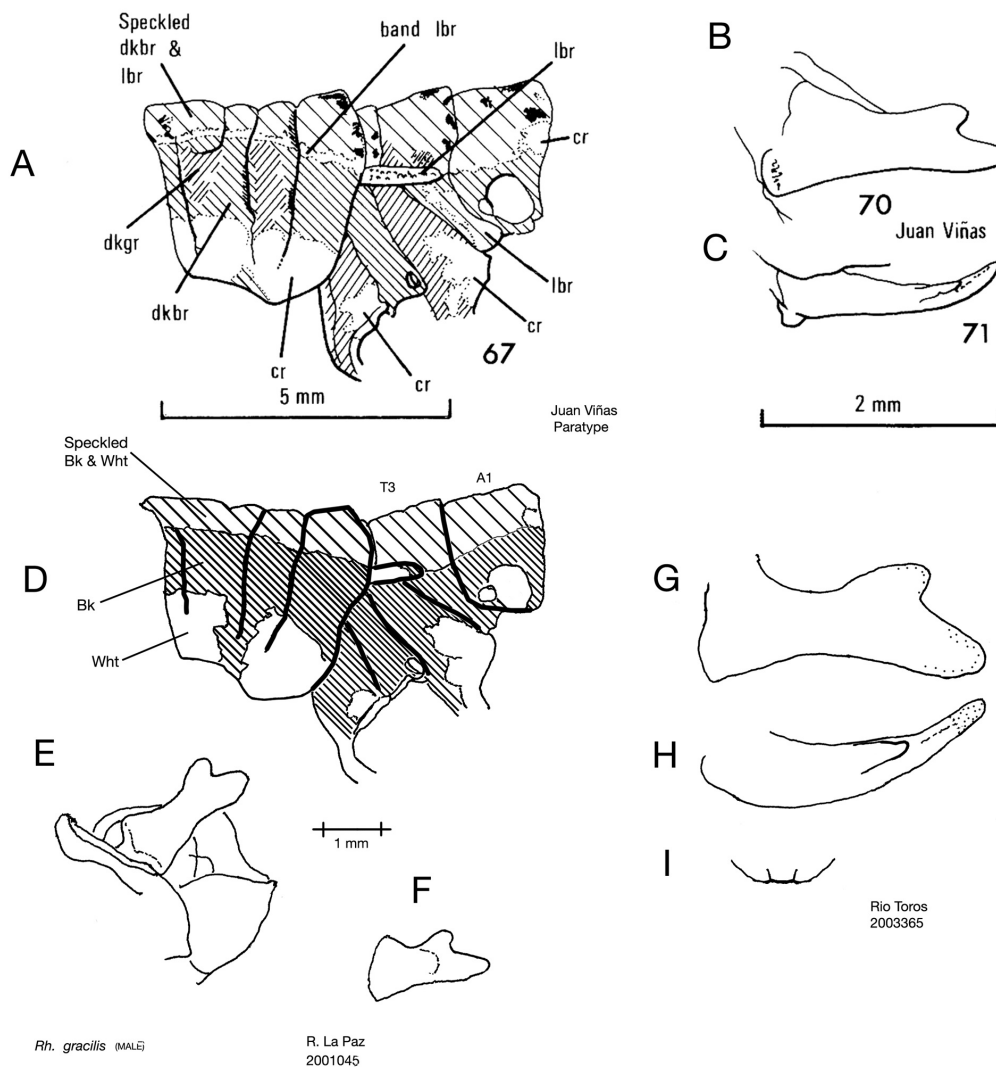 Speckled
dkbr &
lbr
band lbr
lbr
B
A
cr
dkgr
70
Juan Viñas
C
dkbr
lbr
cr
cr
cr
67
71
5 mm
2 mm
Juan Viñas
Paratype
Speckled
Bk & Wht
T3
A1
D
G
Bk
Wht
H
E
1 mm
F
I
Rio Toros
2003365
Rh. gracilis (MALE)
R. La Paz
2001045